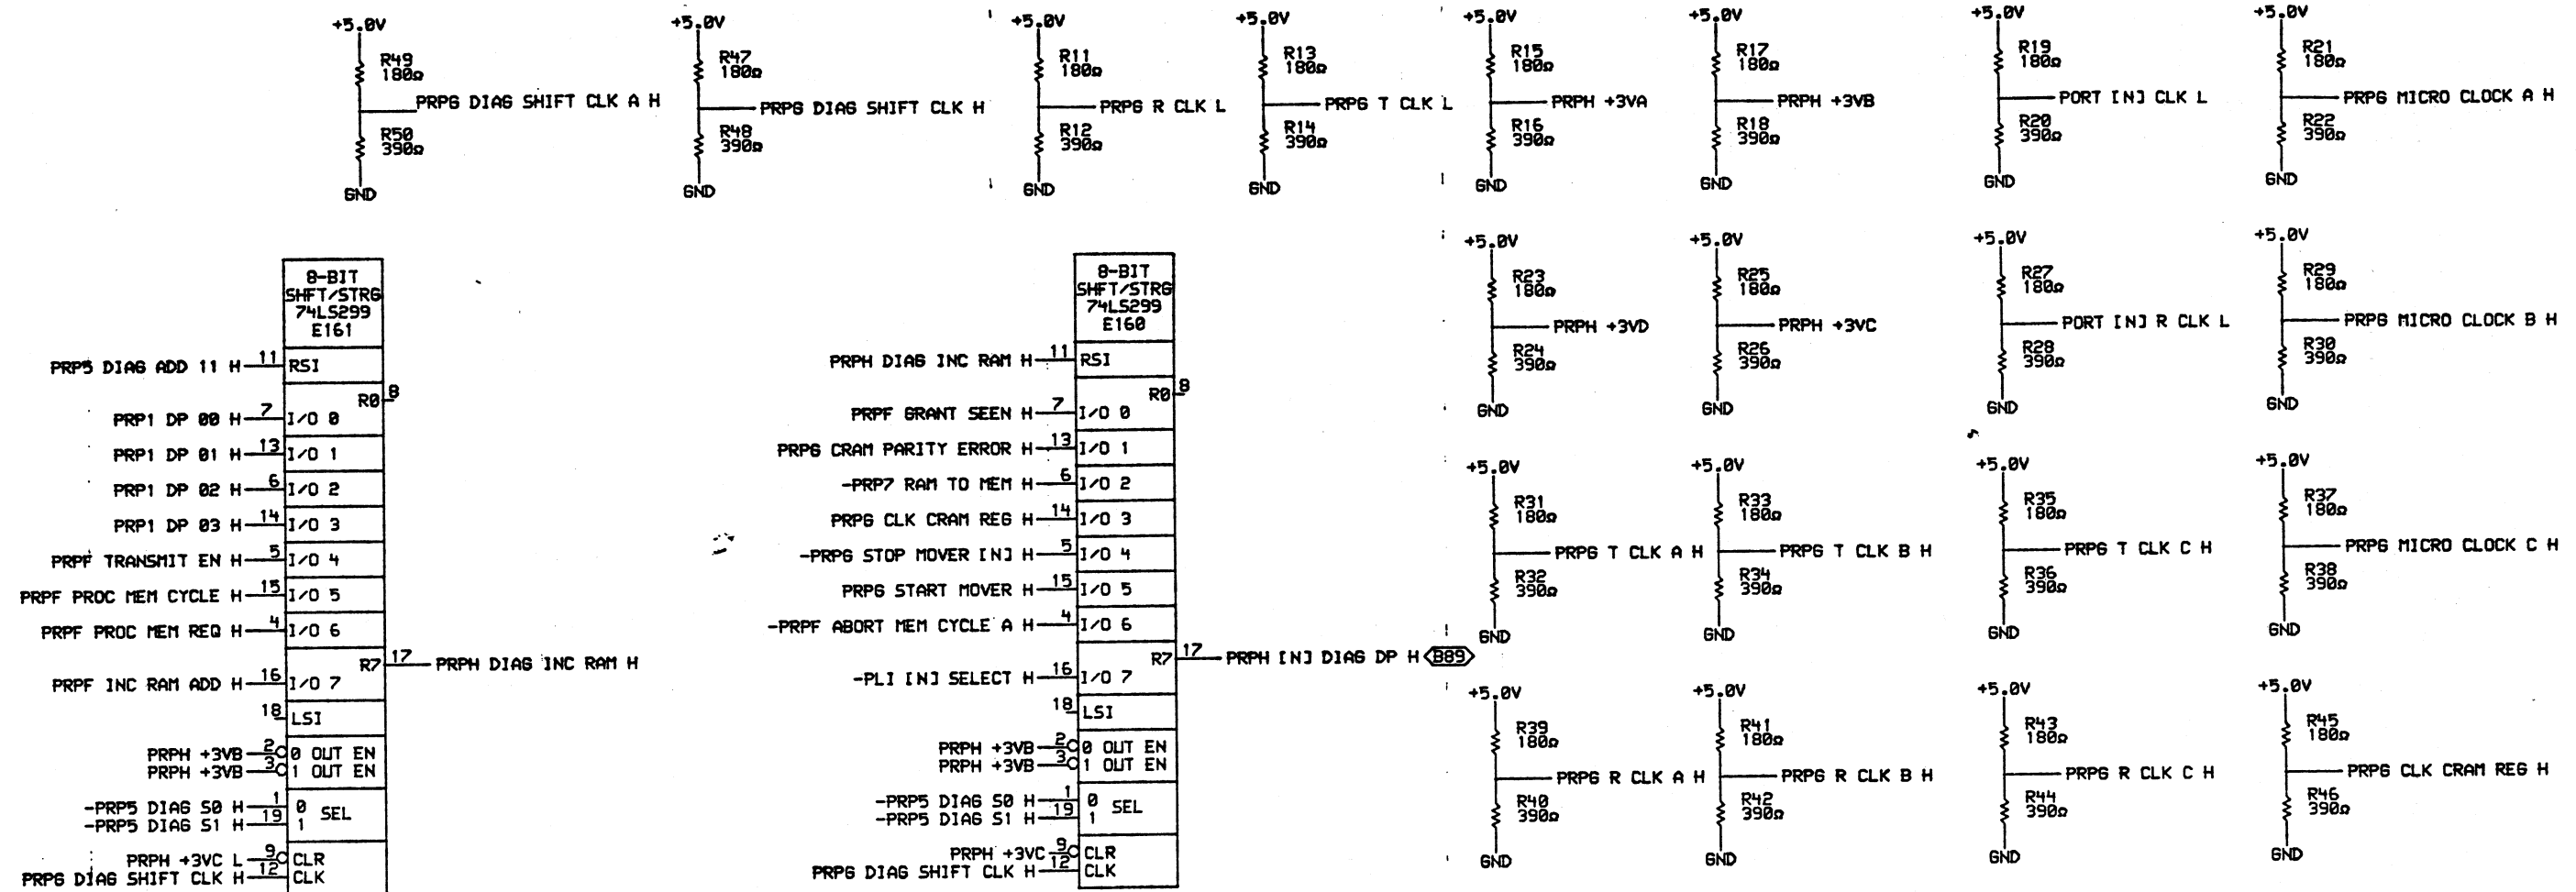 +5.0V
R49
180Ω
PRPG DIAG SHIFT CLK A H
R50
390Ω
GND
+5.0V
R47
180Ω
PRPG DIAG SHIFT CLK H
R48
390Ω
GND
+5.0V
R11
180Ω
PRPG R CLK L
R12
390Ω
GND
+5.0V
R13
180Ω
PRPG T CLK L
R14
390Ω
GND
+5.0V
R15
180Ω
PRPH +3VA
R16
390Ω
GND
+5.0V
R17
180Ω
PRPH +3VB
R18
390Ω
GND
+5.0V
R19
180Ω
PORT [N] CLK L
R20
390Ω
GND
+5.0V
R21
180Ω
PRPG MICRO CLOCK A H
R22
390Ω
GND
8-BIT
SHFT/STRG
74LS299
E161
PRP5 DIAG ADD 11 H 11 RSI
R0 8
PRP1 DP 00 H 7 I/O 0
PRP1 DP 01 H 13 I/O 1
PRP1 DP 02 H 6 I/O 2
PRP1 DP 03 H 14 I/O 3
PRPF TRANSMIT EN H 5 I/O 4
PRPF PROC MEM CYCLE H 15 I/O 5
PRPF PROC MEM REQ H 4 I/O 6
R7 17 PRPH DIAG INC RAM H
PRPF INC RAM ADD H 16 I/O 7
18 LSI
PRPH +3VB 2 0 OUT EN
PRPH +3VB 3 1 OUT EN
-PRP5 DIAG S0 H 1 0 SEL
-PRP5 DIAG S1 H 19 1
PRPH +3VC L 9 CLR
PRPG DIAG SHIFT CLK H 12 CLK
8-BIT
SHFT/STRG
74LS299
E160
PRPH DIAG INC RAM H 11 RSI
R0 8
PRPF GRANT SEEN H 7 I/O 0
PRPG CRAM PARITY ERROR H 13 I/O 1
-PRP7 RAM TO MEM H 6 I/O 2
PRPG CLK CRAM REG H 14 I/O 3
-PRPG STOP MOVER [N] H 5 I/O 4
PRPG START MOVER H 15 I/O 5
-PRPF ABORT MEM CYCLE A H 4 I/O 6
R7 17 PRPH [N] DIAG DP H B89
-PLI [N] SELECT H 16 I/O 7
18 LSI
PRPH +3VB 2 0 OUT EN
PRPH +3VB 3 1 OUT EN
-PRP5 DIAG S0 H 1 0 SEL
-PRP5 DIAG S1 H 19 1
PRPH +3VC 9 CLR
PRPG DIAG SHIFT CLK H 12 CLK
+5.0V
R23
180Ω
PRPH +3VD
R24
390Ω
GND
+5.0V
R25
180Ω
PRPH +3VC
R26
390Ω
GND
+5.0V
R27
180Ω
PORT [N] R CLK L
R28
390Ω
GND
+5.0V
R29
180Ω
PRPG MICRO CLOCK B H
R30
390Ω
GND
+5.0V
R31
180Ω
PRPG T CLK A H
R32
390Ω
GND
+5.0V
R33
180Ω
PRPG T CLK B H
R34
390Ω
GND
+5.0V
R35
180Ω
PRPG T CLK C H
R36
390Ω
GND
+5.0V
R37
180Ω
PRPG MICRO CLOCK C H
R38
390Ω
GND
+5.0V
R39
180Ω
PRPG R CLK A H
R40
390Ω
GND
+5.0V
R41
180Ω
PRPG R CLK B H
R42
390Ω
GND
+5.0V
R43
180Ω
PRPG R CLK C H
R44
390Ω
GND
+5.0V
R45
180Ω
PRPG CLK CRAM REG H
R46
390Ω
GND